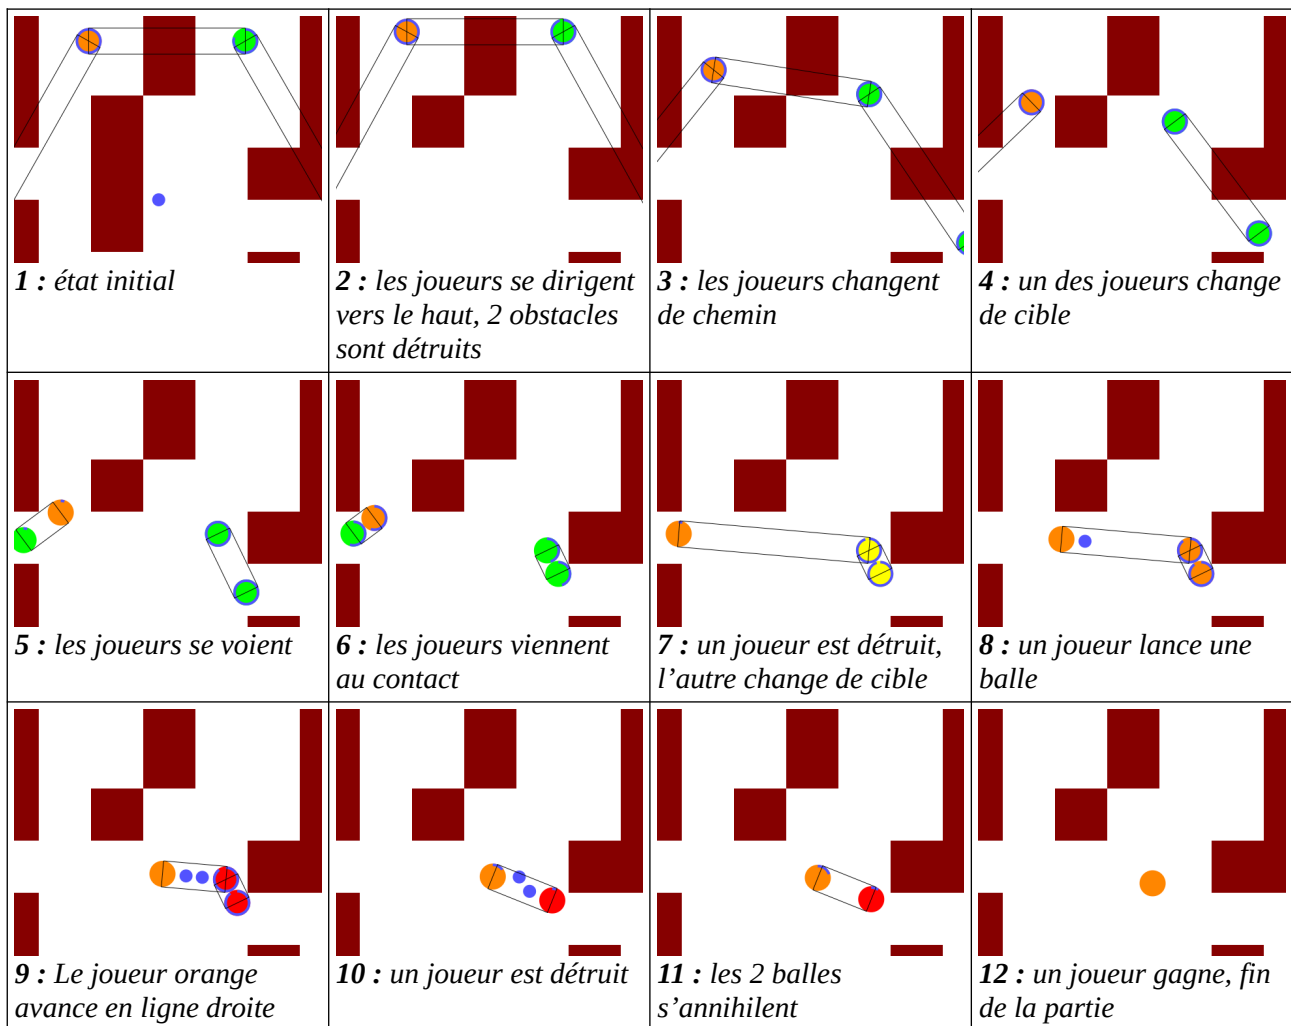 1 : état initial
2 : les joueurs se dirigent
vers le haut, 2 obstacles
sont détruits
3 : les joueurs changent
de chemin
4 : un des joueurs change
de cible
5 : les joueurs se voient
6 : les joueurs viennent
au contact
7 : un joueur est détruit,
l’autre change de cible
8 : un joueur lance une
balle
9 : Le joueur orange
avance en ligne droite
10 : un joueur est détruit
11 : les 2 balles
s’annihilent
12 : un joueur gagne, fin
de la partie